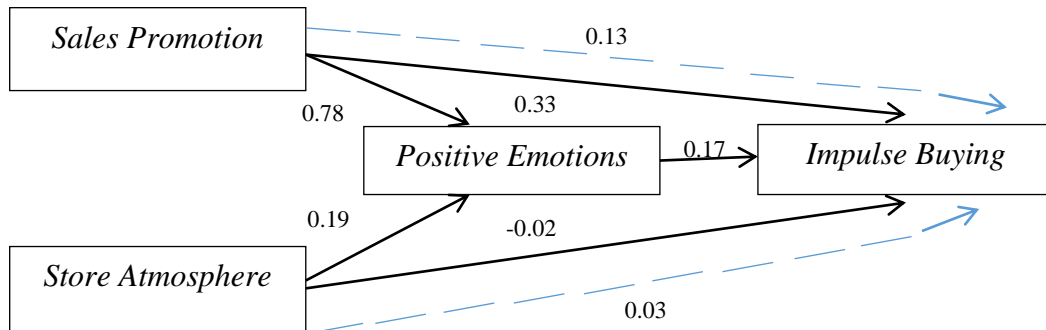 Sales Promotion
0.13
0.33
0.78
Positive Emotions
0.17
Impulse Buying
0.19
-0.02
Store Atmosphere
0.03